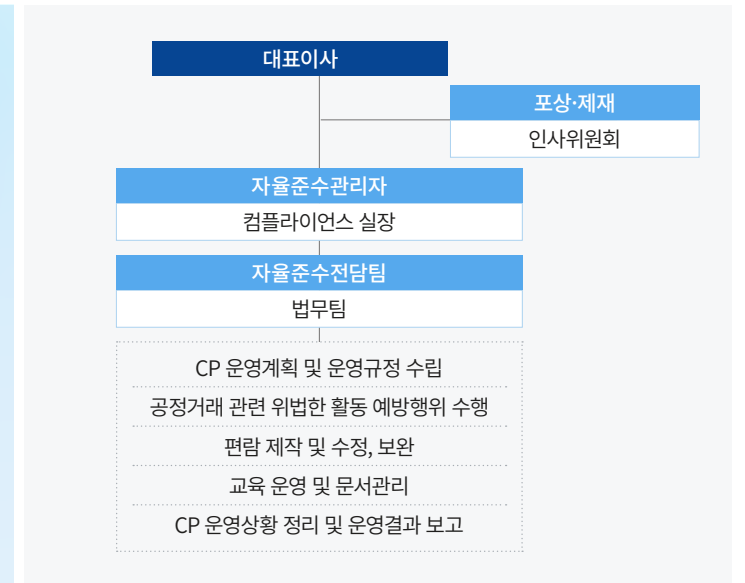 대표이사
포상·제재
인사위원회
자율준수관리자
컴플라이언스 실장
자율준수전담팀
법무팀
CP 운영계획 및 운영규정 수립
공정거래 관련 위법한 활동 예방행위 수행
편람 제작 및 수정, 보완
교육 운영 및 문서관리
CP 운영상황 정리 및 운영결과 보고